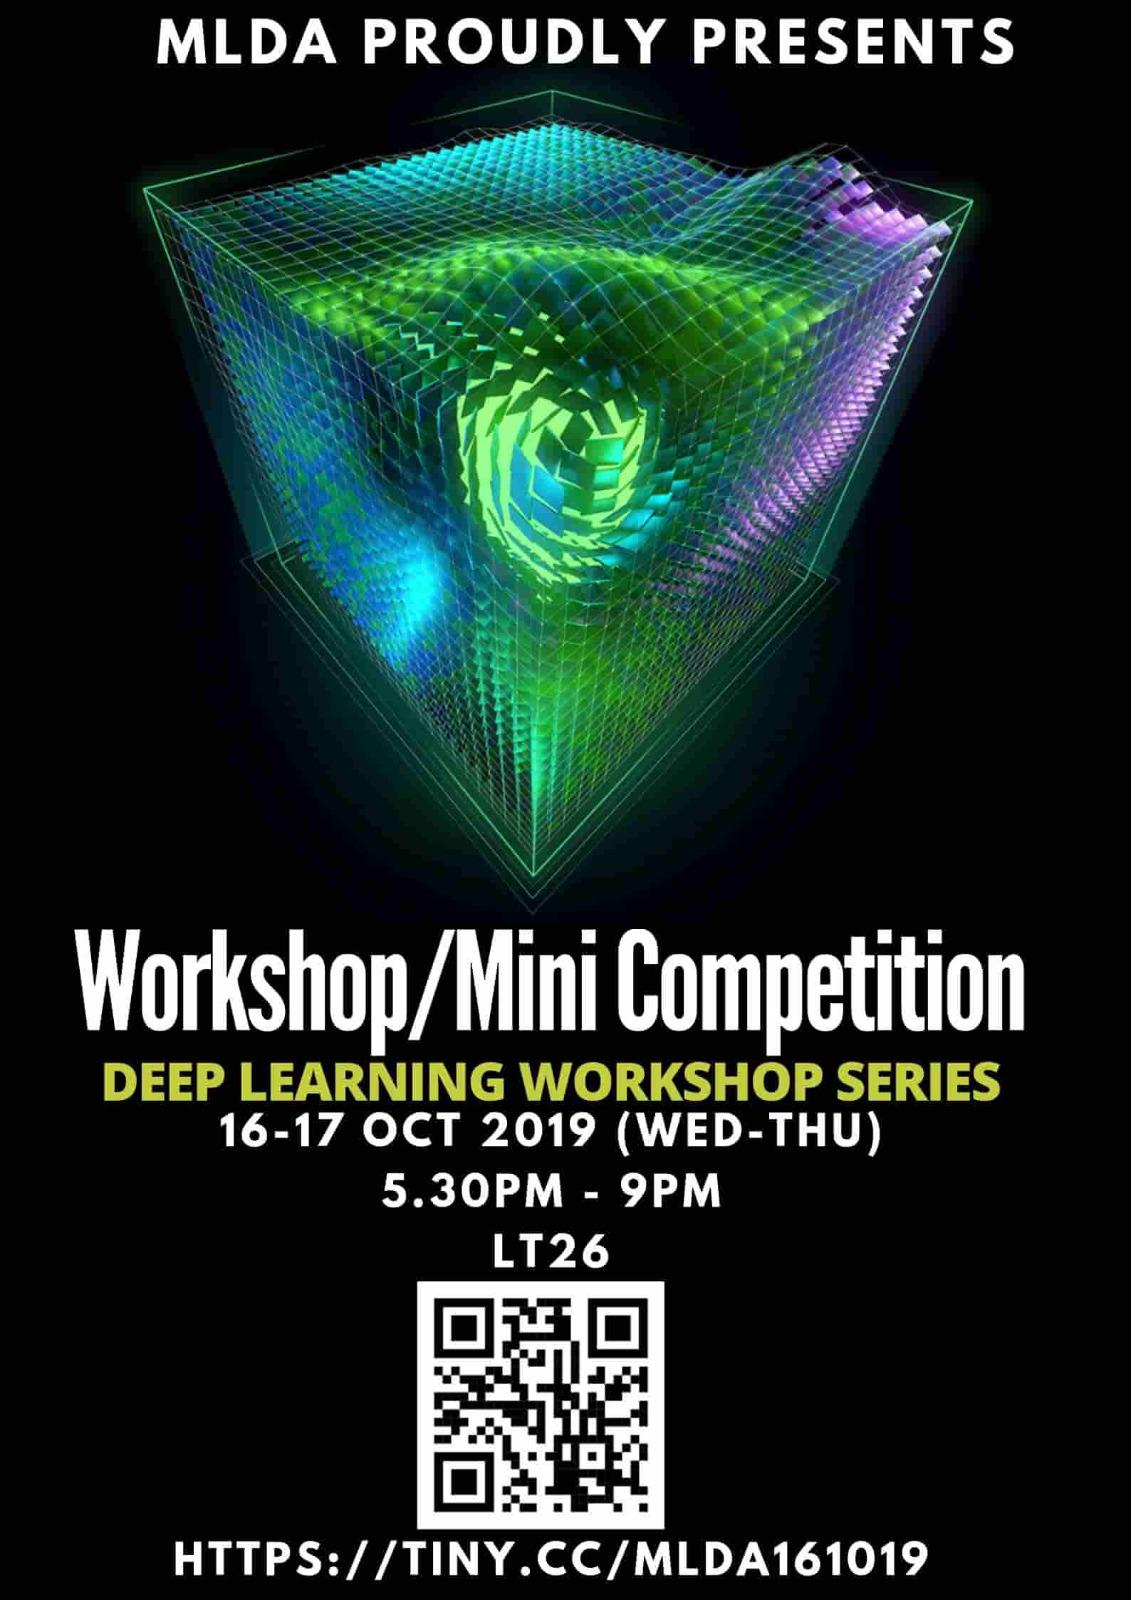 MLDA PROUDLY PRESENTS
Workshop/Mini Competition
DEEP LEARNING WORKSHOP SERIES
16-17 OCT 2019 (WED-THU)
5.30PM - 9PM
LT26
HTTPS://TINY.CC/MLDA161019